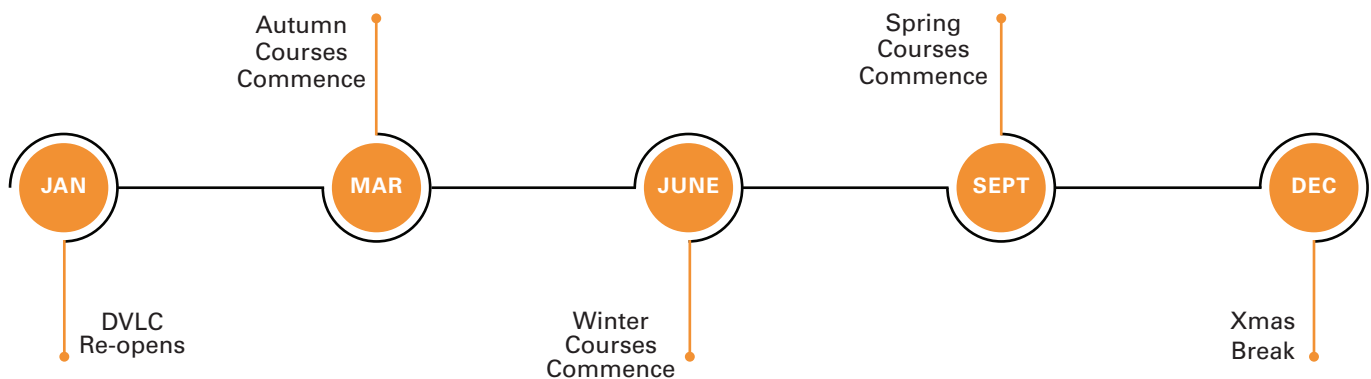 Autumn
Courses
Commence
Spring
Courses
Commence
JAN
MAR
JUNE
SEPT
DEC
DVLC
Re-opens
Winter
Courses
Commence
Xmas
Break